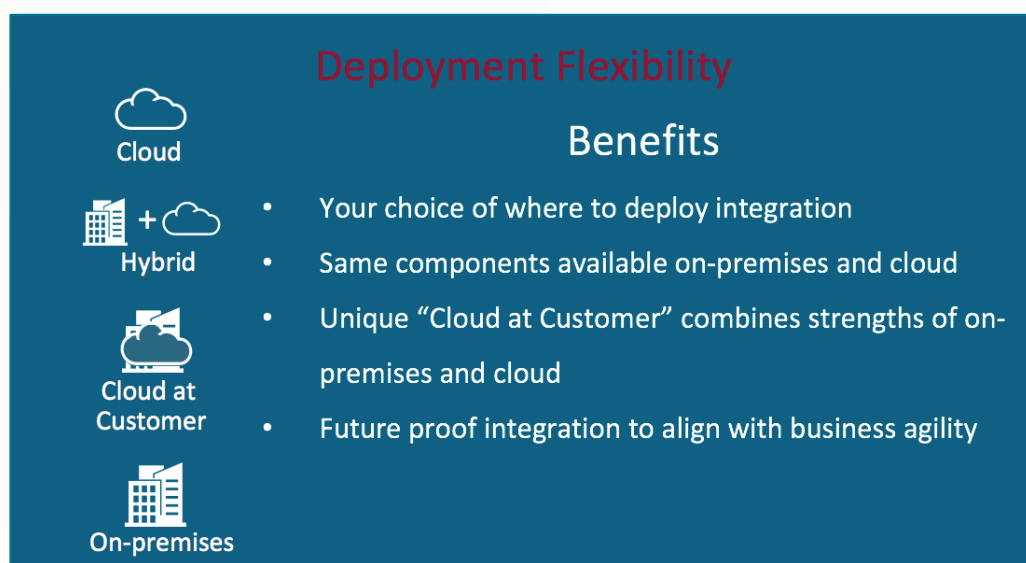 Deployment Flexibility
Cloud
Benefits
+
Hybrid
• Your choice of where to deploy integration
• Same components available on-premises and cloud
• Unique “Cloud at Customer” combines strengths of on-
premises and cloud
Cloud at
Customer
• Future proof integration to align with business agility
On-premises